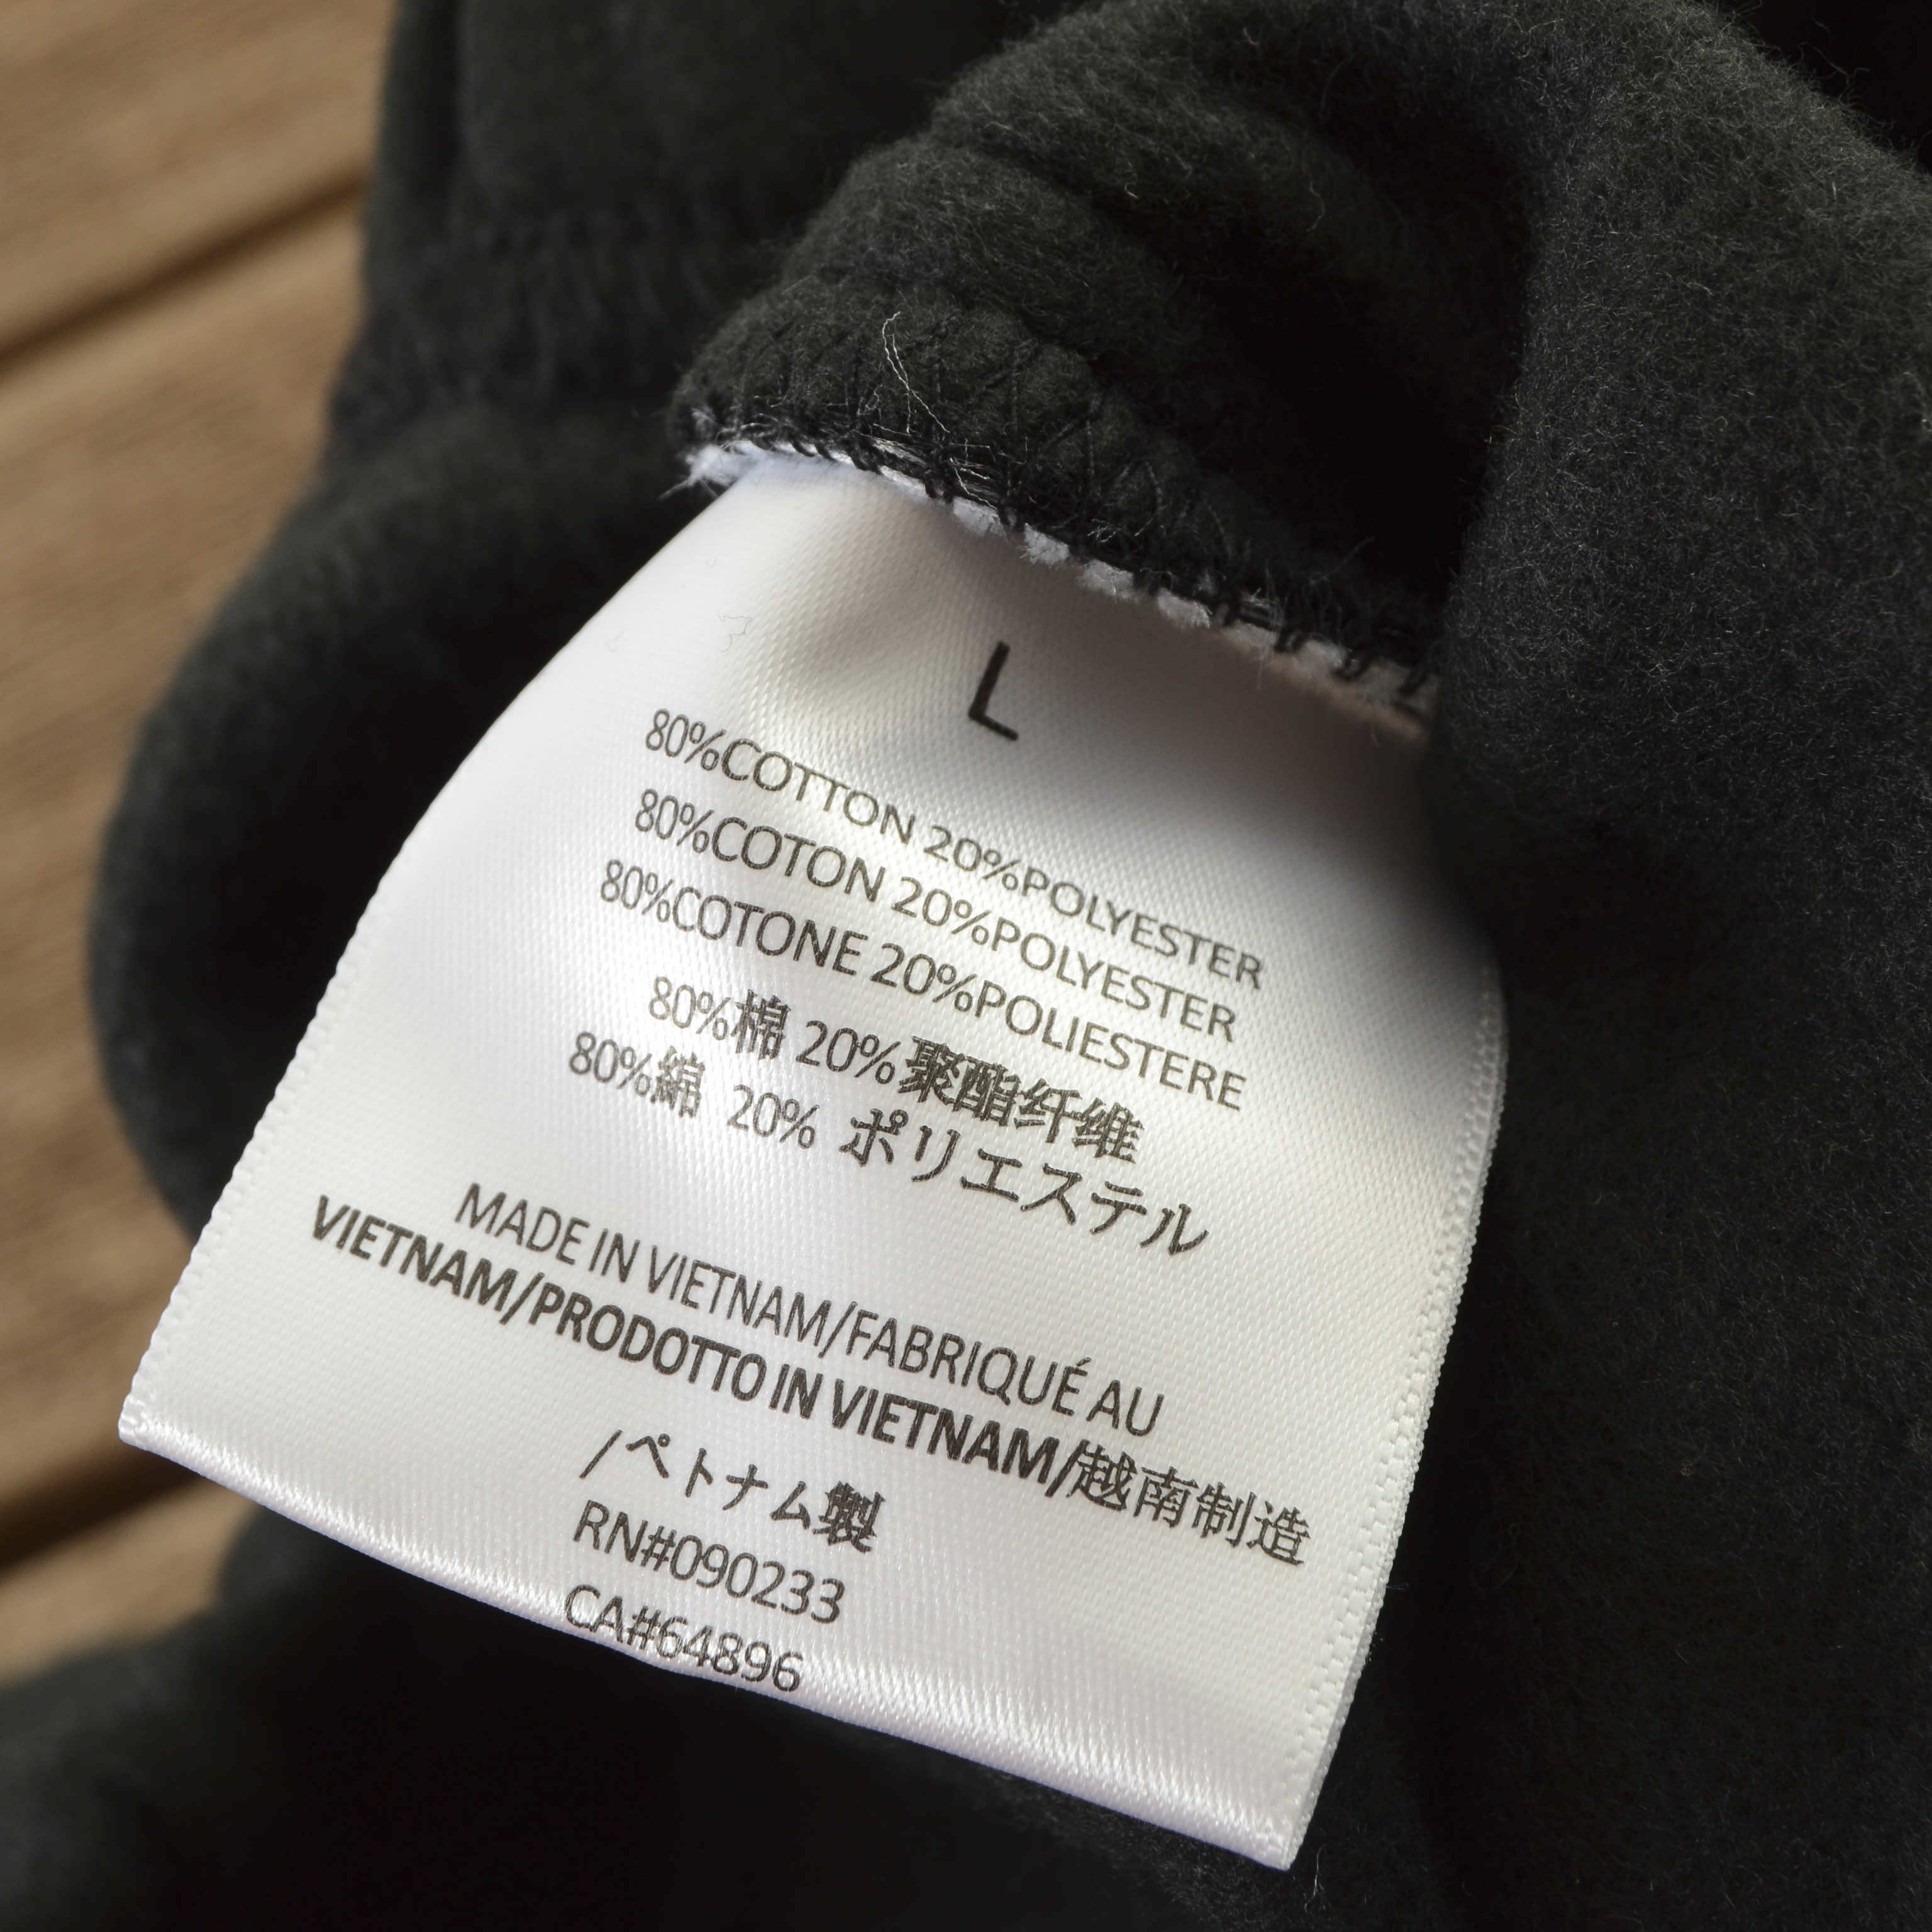 L
80%COTTON 20%POLYESTER
80%COTON 20%POLYESTER
80%COTONE 20%POLIESTERE
80%棉 20%聚酯纤维
80%綿 20% ポリエステル
MADE IN VIETNAM/FABRIQUÉ AU
VIETNAM/PRODOTTO IN VIETNAM/越南制造
/ベトナム製
RN#090233
CA#64896